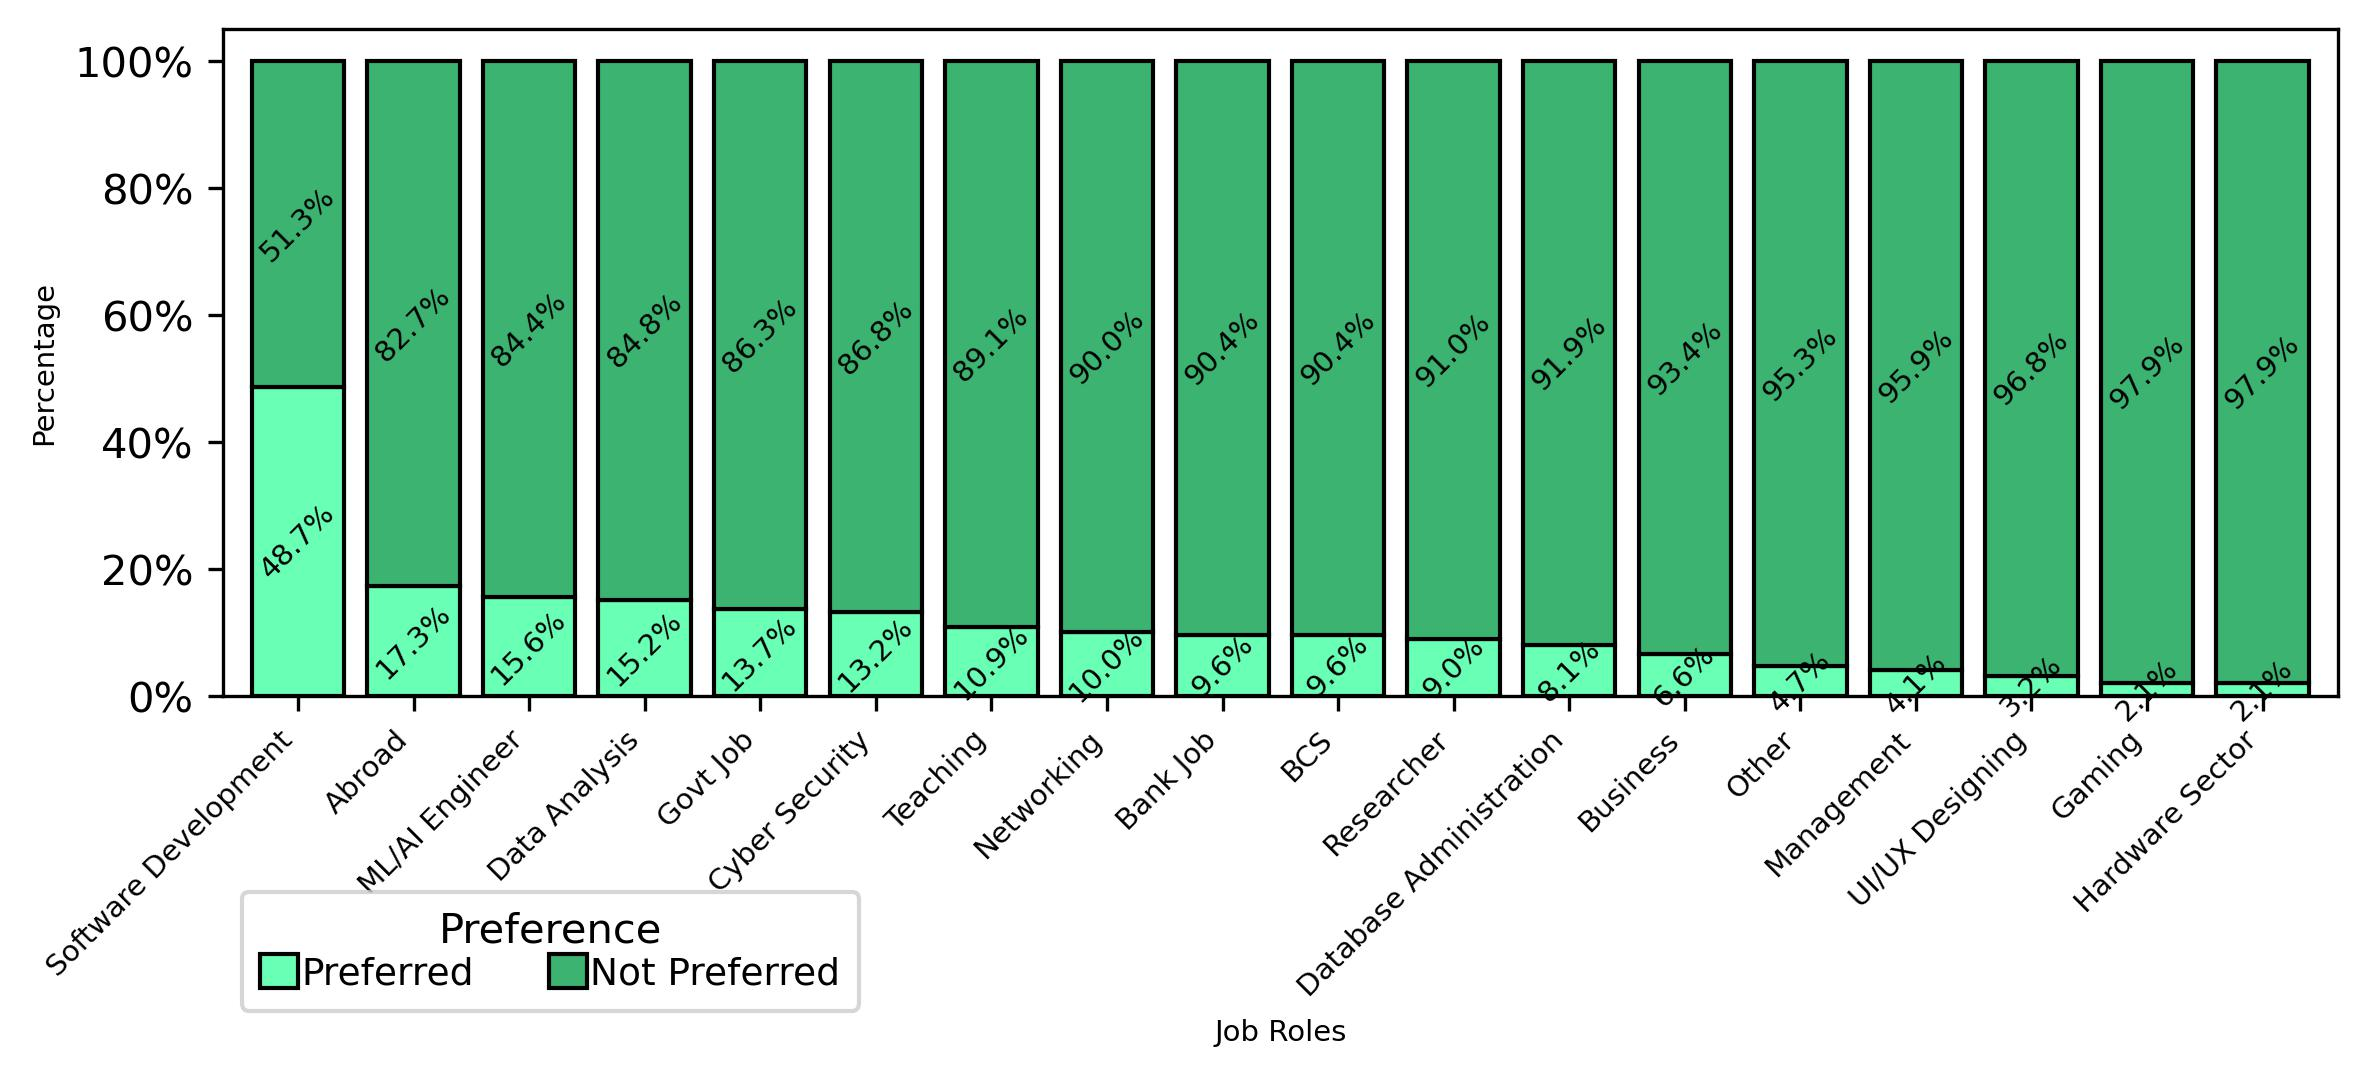 100%
80%
60%
40%
20%
0%
Percentage
51.3%
82.7%
84.4%
84.8%
86.3%
86.8%
89.1%
90.0%
90.4%
90.4%
91.0%
91.9%
93.4%
95.3%
95.9%
96.8%
97.9%
97.9%
48.7%
17.3%
15.6%
15.2%
13.7%
13.2%
10.9%
10.0%
9.6%
9.6%
9.0%
8.1%
6.6%
4.7%
4.1%
3.2%
2.1%
2.1%
Software Development
Abroad
ML/AI Engineer
Data Analysis
Govt Job
Cyber Security
Teaching
Networking
Bank Job
BCS
Researcher
Database Administration
Business
Other
Management
UI/UX Designing
Gaming
Hardware Sector
Preference
Preferred
Not Preferred
Job Roles